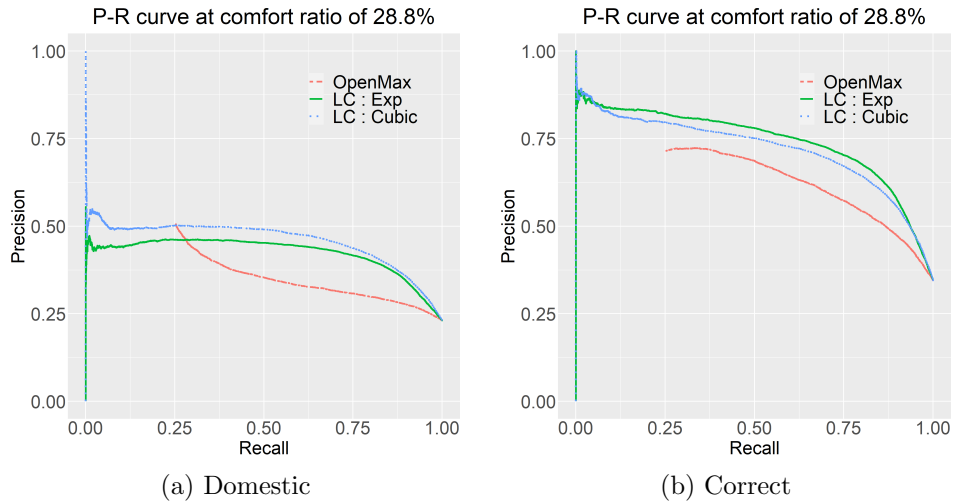 P-R curve at comfort ratio of 28.8%
1.00
0.75
0.50
0.25
0.00
Precision
OpenMax
LC : Exp
LC : Cubic
0.00 0.25 0.50 0.75 1.00
Recall
(a) Domestic
P-R curve at comfort ratio of 28.8%
1.00
0.75
0.50
0.25
0.00
Precision
OpenMax
LC : Exp
LC : Cubic
0.00 0.25 0.50 0.75 1.00
Recall
(b) Correct